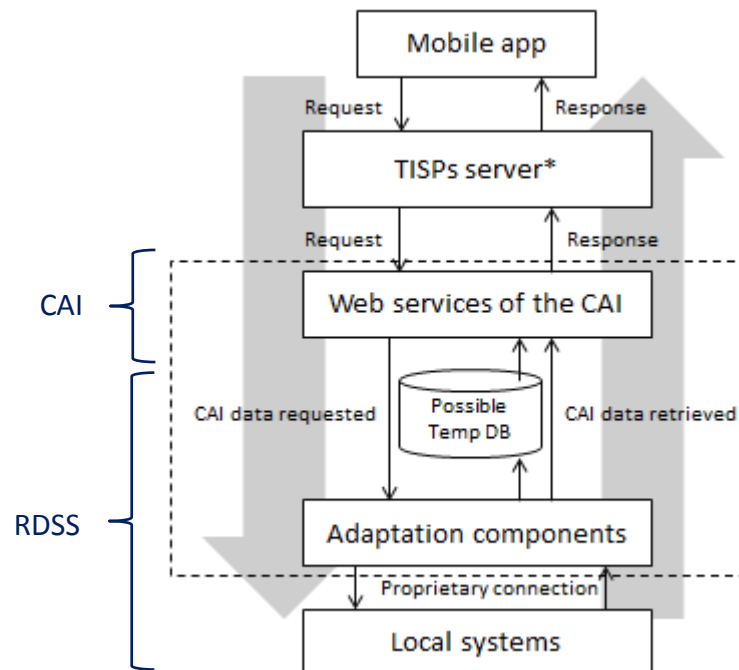 Mobile app
Request
Response
TISPs server*
Request
Response
CAI
Web services of the CAI
CAI data requested
Possible
Temp DB
CAI data retrieved
RDSS
Adaptation components
Proprietary connection
Local systems